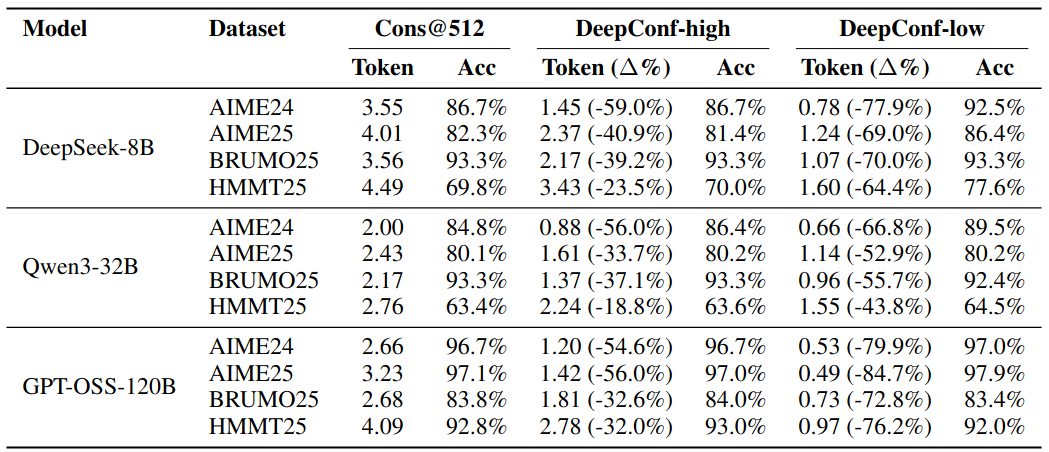 Model Dataset Cons@512 DeepConf-high DeepConf-low
Token Acc Token (△%) Acc Token (△%) Acc
AIME24 3.55 86.7% 1.45 (-59.0%) 86.7% 0.78 (-77.9%) 92.5%
AIME25 4.01 82.3% 2.37 (-40.9%) 81.4% 1.24 (-69.0%) 86.4%
DeepSeek-8B
BRUMO25 3.56 93.3% 2.17 (-39.2%) 93.3% 1.07 (-70.0%) 93.3%
HMMT25 4.49 69.8% 3.43 (-23.5%) 70.0% 1.60 (-64.4%) 77.6%
AIME24 2.00 84.8% 0.88 (-56.0%) 86.4% 0.66 (-66.8%) 89.5%
AIME25 2.43 80.1% 1.61 (-33.7%) 80.2% 1.14 (-52.9%) 80.2%
Qwen3-32B
BRUMO25 2.17 93.3% 1.37 (-37.1%) 93.3% 0.96 (-55.7%) 92.4%
HMMT25 2.76 63.4% 2.24 (-18.8%) 63.6% 1.55 (-43.8%) 64.5%
AIME24 2.66 96.7% 1.20 (-54.6%) 96.7% 0.53 (-79.9%) 97.0%
AIME25 3.23 97.1% 1.42 (-56.0%) 97.0% 0.49 (-84.7%) 97.9%
GPT-OSS-120B
BRUMO25 2.68 83.8% 1.81 (-32.6%) 84.0% 0.73 (-72.8%) 83.4%
HMMT25 4.09 92.8% 2.78 (-32.0%) 93.0% 0.97 (-76.2%) 92.0%